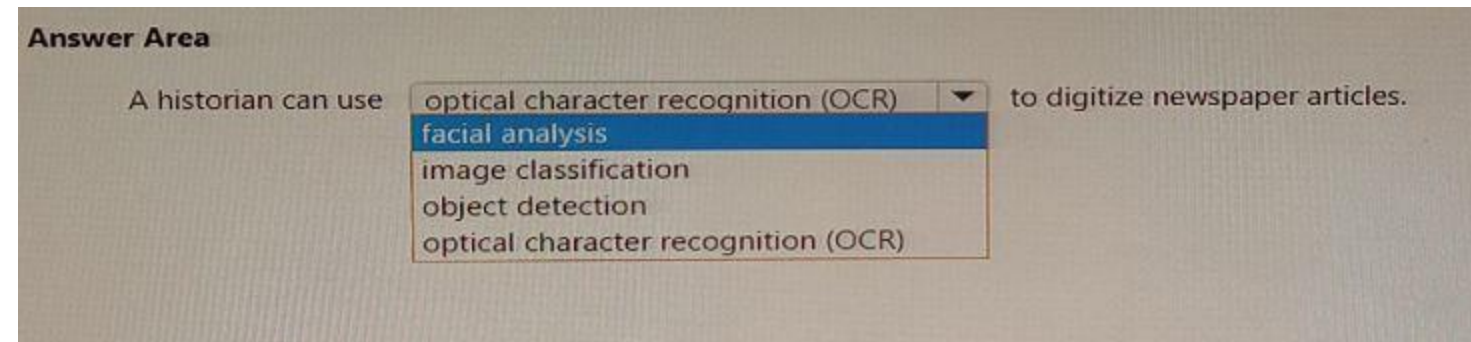 Answer Area
A historian can use optical character recognition (OCR) to digitize newspaper articles.
facial analysis
image classification
object detection
optical character recognition (OCR)